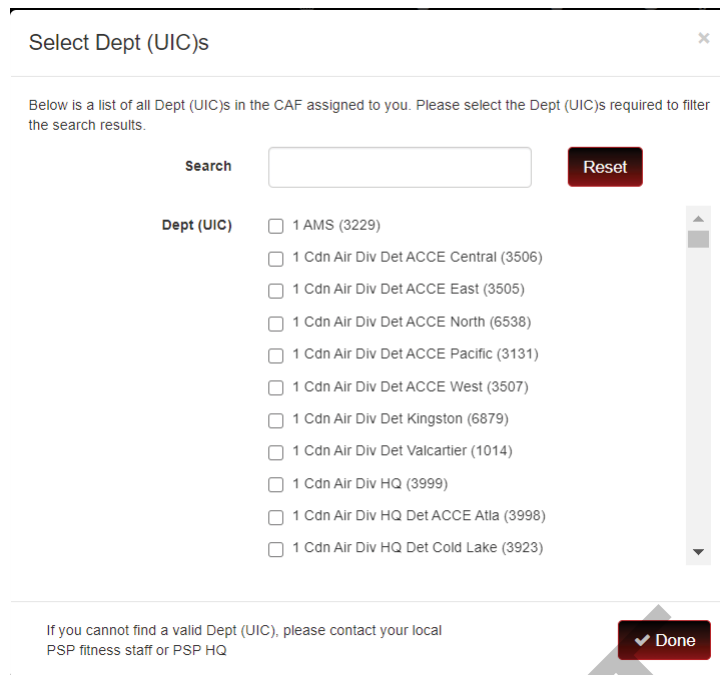 Select Dept (UIC)s
×
Below is a list of all Dept (UIC)s in the CAF assigned to you. Please select the Dept (UIC)s required to filter
the search results.
Search
Reset
Dept (UIC)
1 AMS (3229)
1 Cdn Air Div Det ACCE Central (3506)
1 Cdn Air Div Det ACCE East (3505)
1 Cdn Air Div Det ACCE North (6538)
1 Cdn Air Div Det ACCE Pacific (3131)
1 Cdn Air Div Det ACCE West (3507)
1 Cdn Air Div Det Kingston (6879)
1 Cdn Air Div Det Valcartier (1014)
1 Cdn Air Div HQ (3999)
1 Cdn Air Div HQ Det ACCE Atla (3998)
1 Cdn Air Div HQ Det Cold Lake (3923)
If you cannot find a valid Dept (UIC), please contact your local
PSP fitness staff or PSP HQ
✔ Done